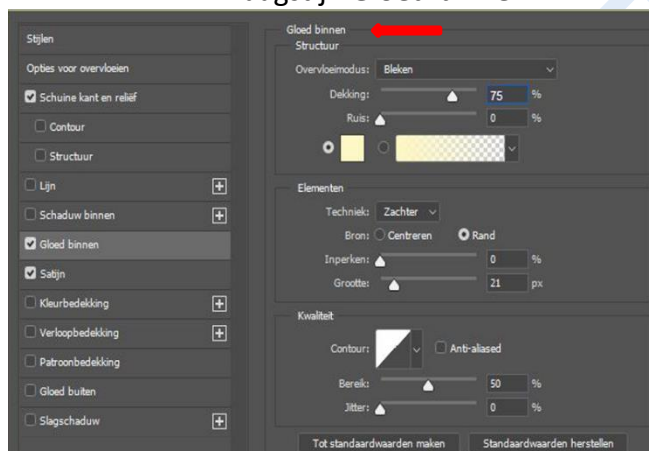 Stijlen
Opties voor overvloeien
Schuine kant en reliëf
Contour
Structuur
Lijn
Schaduw binnen
Gloed binnen
Satijn
Kleurbedekking
Verloopbedekking
Patroonbedekking
Gloed buiten
Slagschaduw
Gloed binnen
Structuur
Overvloeimodus: Bleken
Dekking: 75 %
Ruis: 0 %
Elementen
Techniek: Zachter
Bron: Centreren Rand
Inperken: 0 %
Grootte: 21 px
Kwaliteit
Contour: Anti-aliased
Bereik: 50 %
Jitter: 0 %
Tot standaardwaarden maken Standaardwaarden herstellen